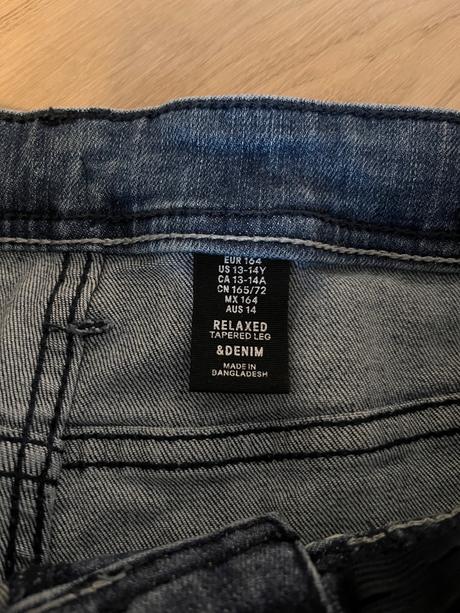 EUR 164
US 13-14Y
CA 13-14A
CN 165/72
MX 164
AUS 14
RELAXED
TAPERED LEG
&DENIM
MADE IN
BANGLADESH